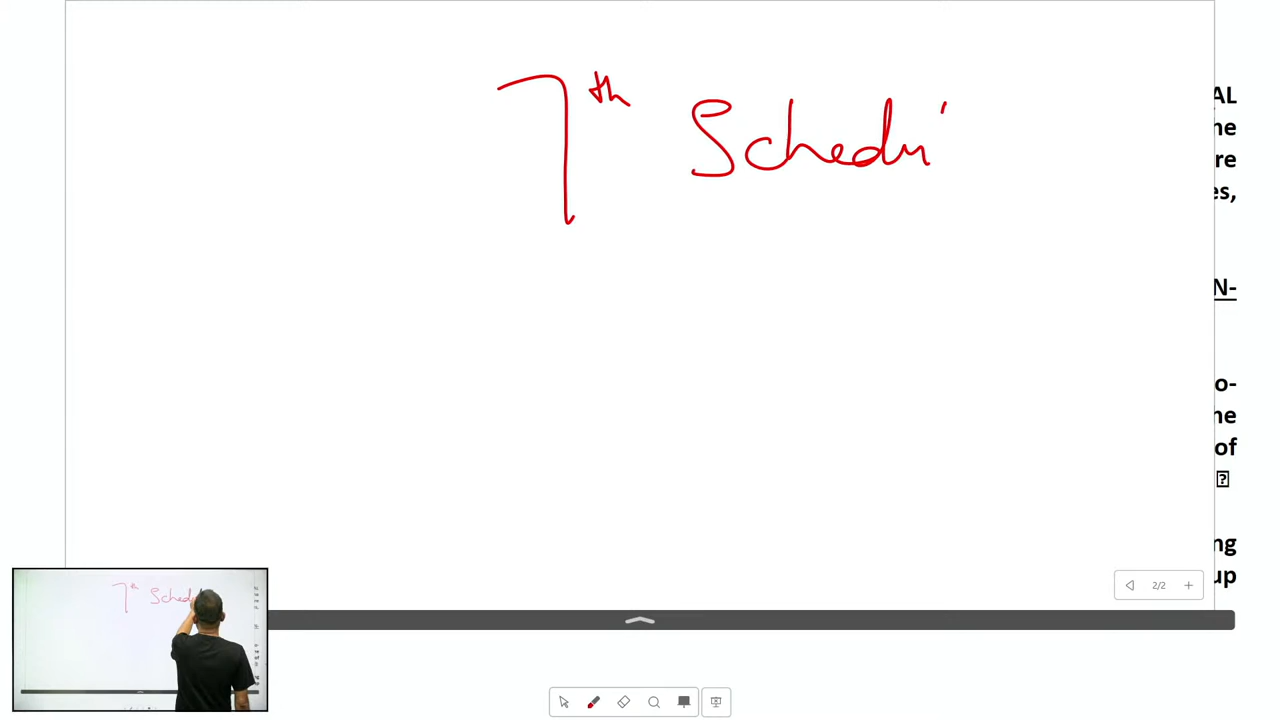 7th Schedu
AL
he
re
es,
N-
o-
he
of
ng
up
2/2